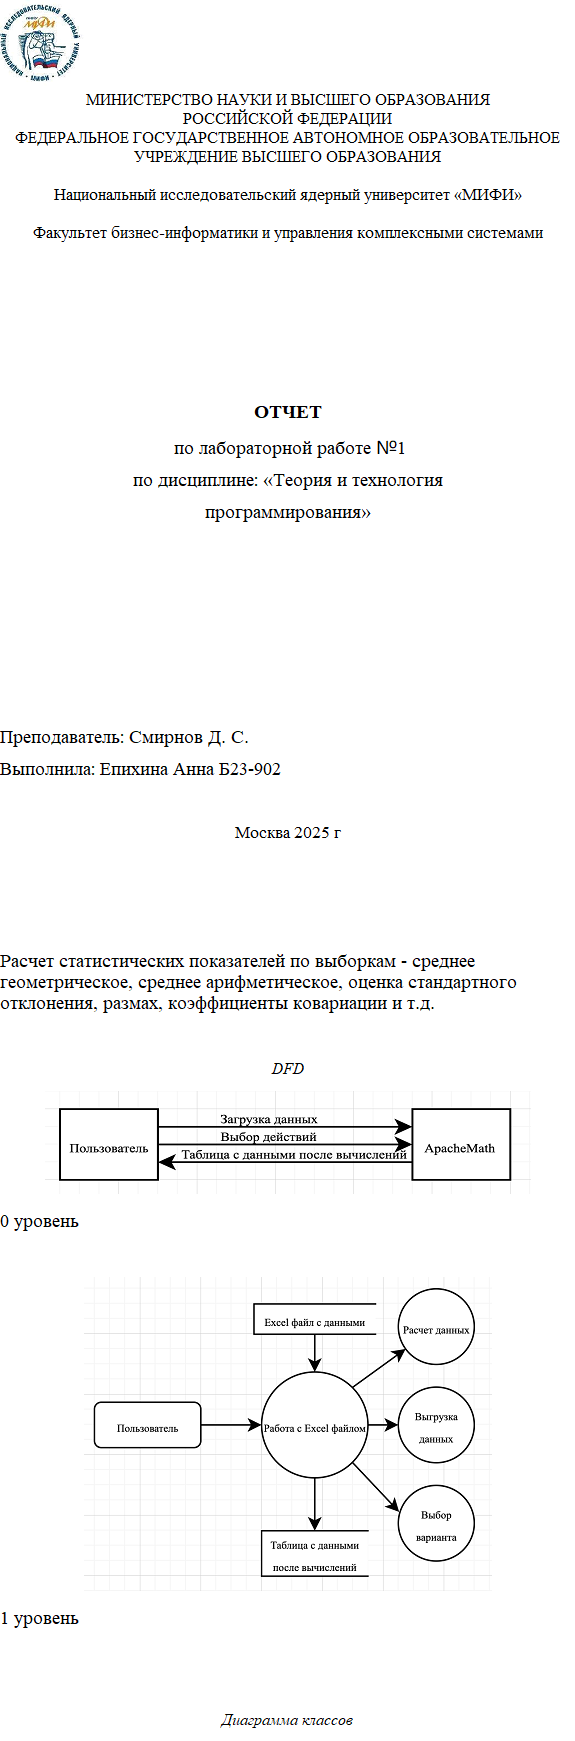 НАЦИОНАЛЬНЫЙ ИССЛЕДОВАТЕЛЬСКИЙ ЯДЕРНЫЙ УНИВЕРСИТЕТ
МИФИ
МИНИСТЕРСТВО НАУКИ И ВЫСШЕГО ОБРАЗОВАНИЯ
РОССИЙСКОЙ ФЕДЕРАЦИИ
ФЕДЕРАЛЬНОЕ ГОСУДАРСТВЕННОЕ АВТОНОМНОЕ ОБРАЗОВАТЕЛЬНОЕ
УЧРЕЖДЕНИЕ ВЫСШЕГО ОБРАЗОВАНИЯ
Национальный исследовательский ядерный университет «МИФИ»
Факультет бизнес-информатики и управления комплексными системами
ОТЧЕТ
по лабораторной работе №1
по дисциплине: «Теория и технология
программирования»
Преподаватель: Смирнов Д. С.
Выполнила: Епихина Анна Б23-902
Москва 2025 г
Расчет статистических показателей по выборкам - среднее
геометрическое, среднее арифметическое, оценка стандартного
отклонения, размах, коэффициенты ковариации и т.д.
DFD
Пользователь
Загрузка данных
Выбор действий
Таблица с данными после вычислений
ApacheMath
0 уровень
Excel файл с данными
Расчет данных
Пользователь
Работа с Excel файлом
Выгрузка
данных
Выбор
варианта
Таблица с данными
после вычислений
1 уровень
Диаграмма классов